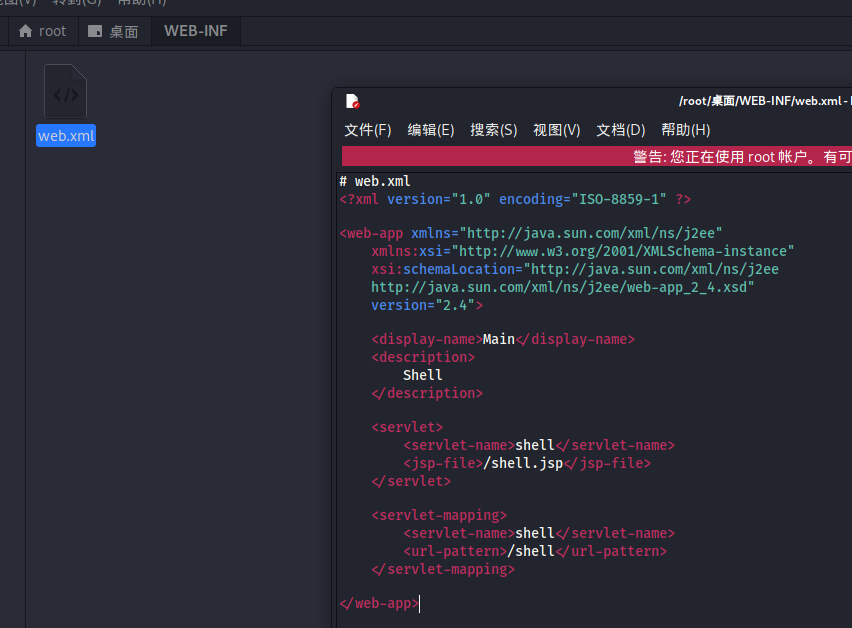 转到(G) 帮助(H)
root 桌面 WEB-INF
web.xml
/root/桌面/WEB-INF/web.xml -
文件(F) 编辑(E) 搜索(S) 视图(V) 文档(D) 帮助(H)
警告: 您正在使用 root 帐户。有可
# web.xml
<?xml version="1.0" encoding="ISO-8859-1" ?>
<web-app xmlns="http://java.sun.com/xml/ns/j2ee"
xmlns:xsi="http://www.w3.org/2001/XMLSchema-instance"
xsi:schemaLocation="http://java.sun.com/xml/ns/j2ee
http://java.sun.com/xml/ns/j2ee/web-app_2_4.xsd"
version="2.4">
<display-name>Main</display-name>
<description>
Shell
</description>
<servlet>
<servlet-name>shell</servlet-name>
<jsp-file>/shell.jsp</jsp-file>
</servlet>
<servlet-mapping>
<servlet-name>shell</servlet-name>
<url-pattern>/shell</url-pattern>
</servlet-mapping>
</web-app>